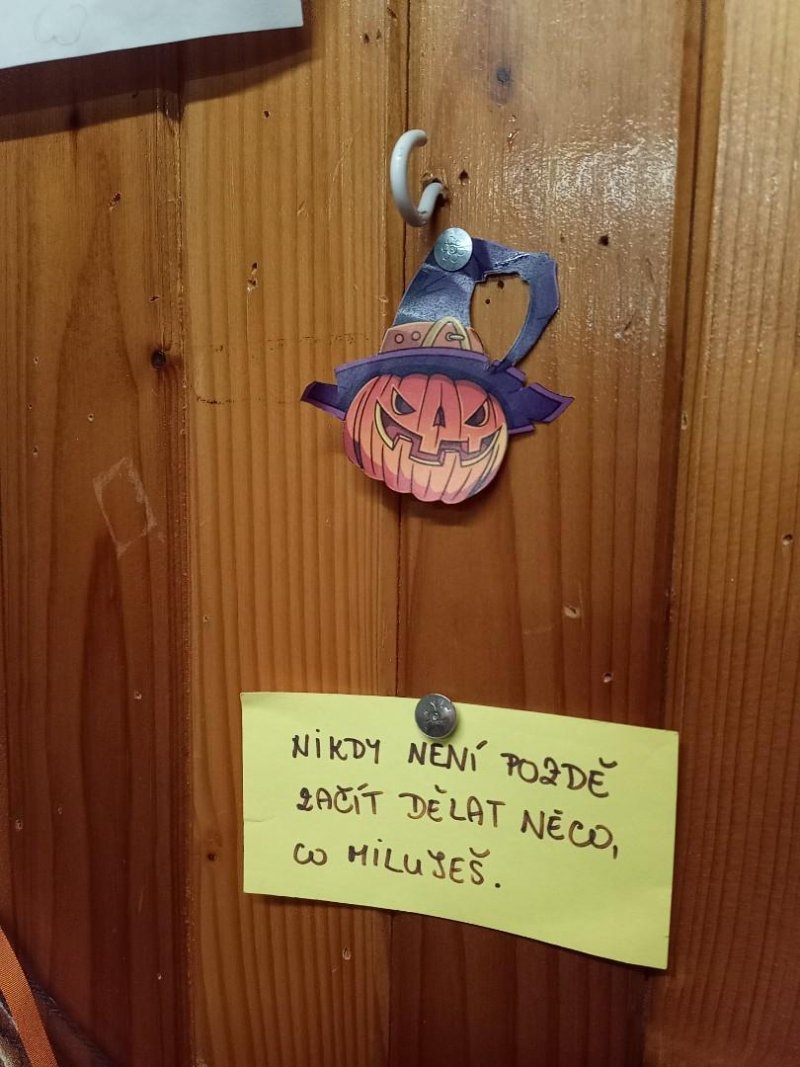 NIKDY NENÍ POZDĚ
ZAČÍT DĚLAT NĚCO,
CO MILUJEŠ.